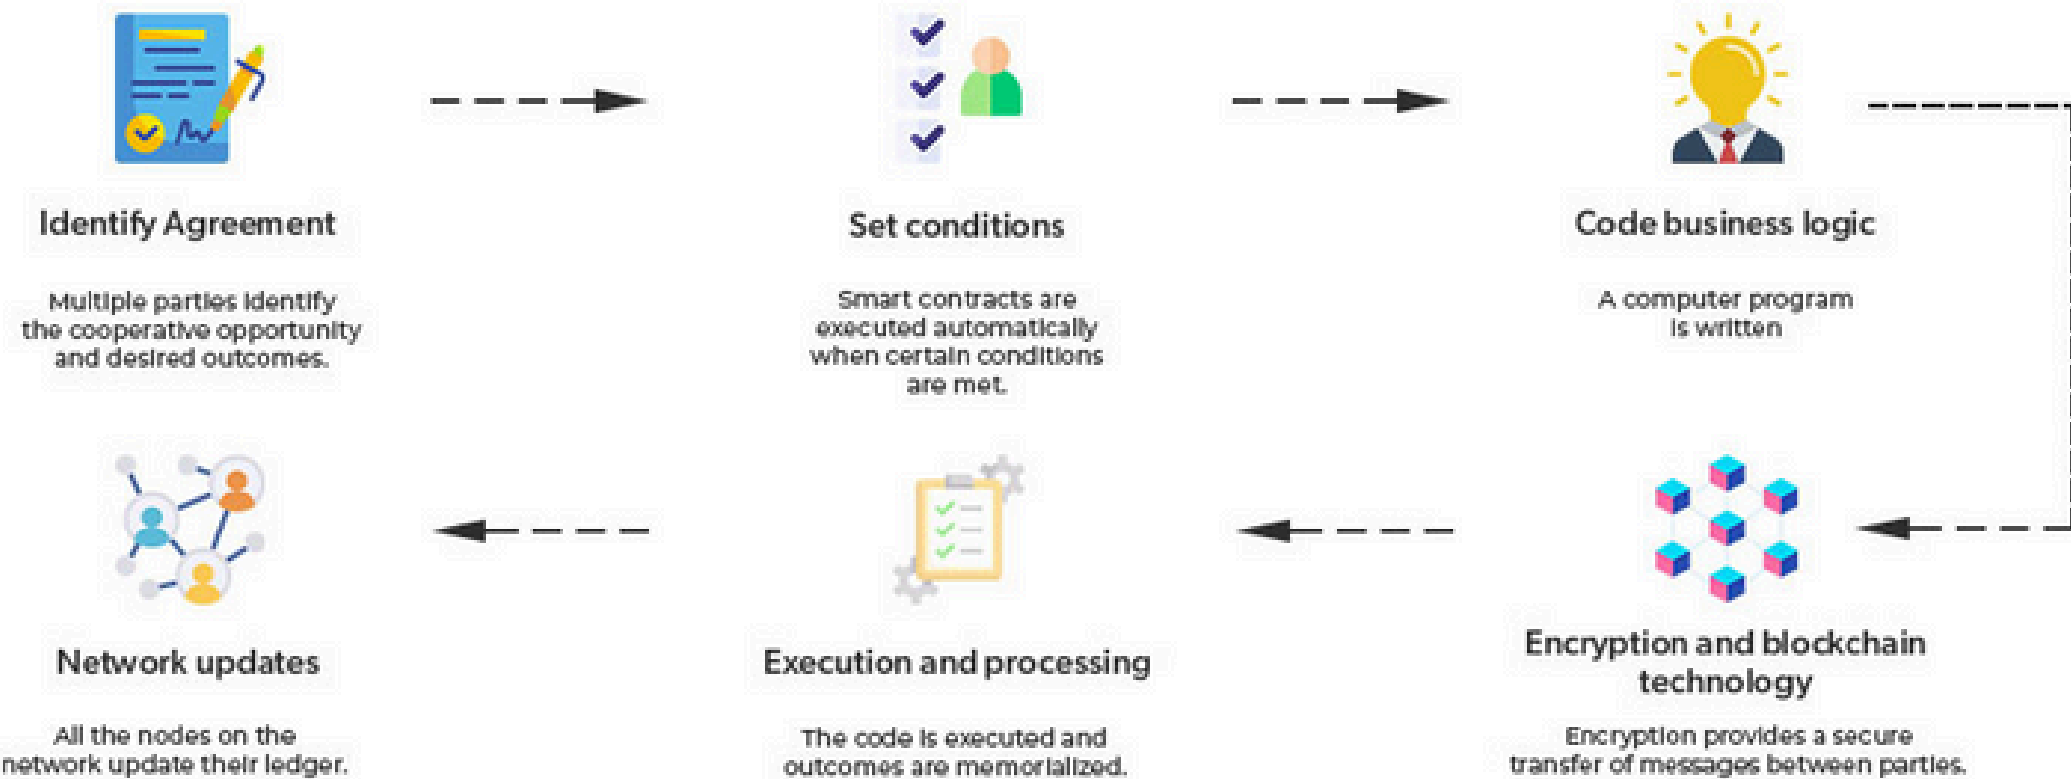 Identify Agreement
Multiple parties identify
the cooperative opportunity
and desired outcomes.
Set conditions
Smart contracts are
executed automatically
when certain conditions
are met.
Code business logic
A computer program
is written
Encryption and blockchain
technology
Encryption provides a secure
transfer of messages between parties.
Execution and processing
The code is executed and
outcomes are memorialized.
Network updates
All the nodes on the
network update their ledger.